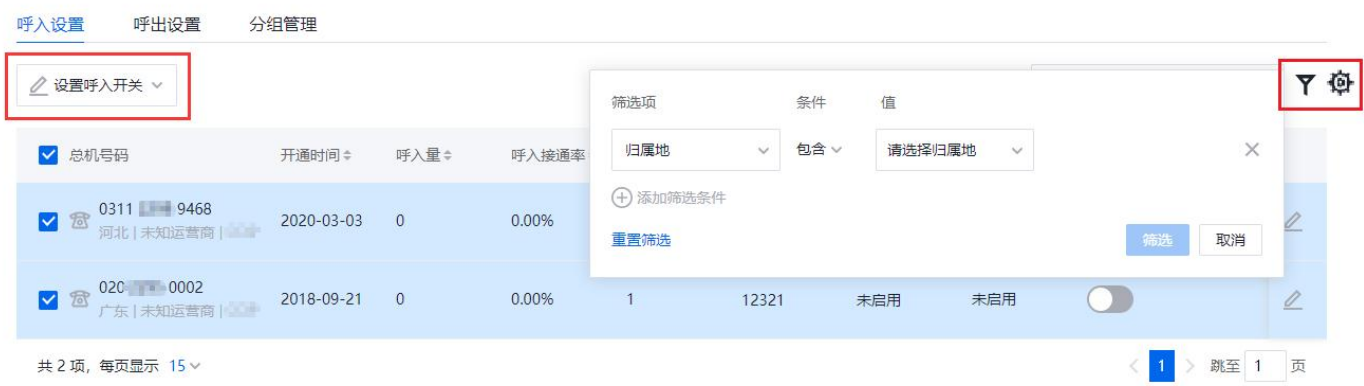 呼入设置 呼出设置 分组管理
设置呼入开关
筛选项 条件 值
归属地 包含 请选择归属地
添加筛选条件
重置筛选 筛选 取消
总机号码 开通时间 呼入量 呼入接通率
0311 9468 2020-03-03 0 0.00%
河北 | 未知运营商 |
020- 0002 2018-09-21 0 0.00% 1 12321 未启用 未启用
广东 | 未知运营商 |
共 2 项，每页显示 15 1 跳至 1 页